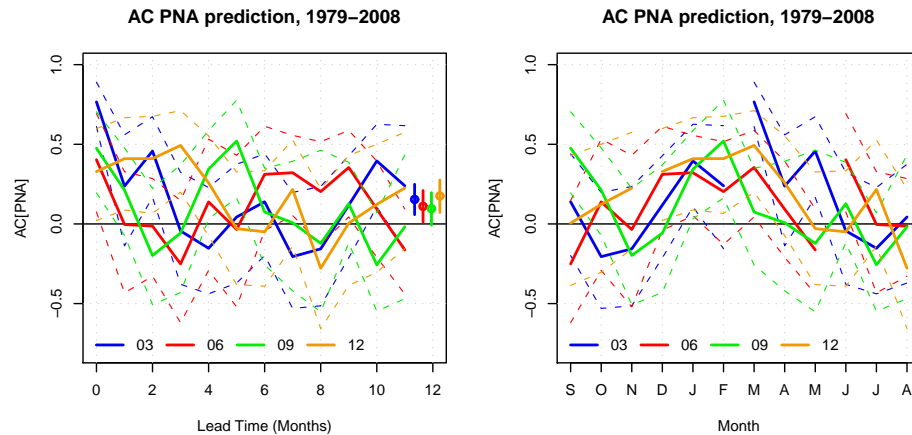 AC PNA prediction, 1979−2008
AC[PNA]
1.0
0.5
0.0
−0.5
03 06 09 12
0 2 4 6 8 10 12
Lead Time (Months)
AC PNA prediction, 1979−2008
AC[PNA]
1.0
0.5
0.0
−0.5
03 06 09 12
S O N D J F M A M J J A
Month